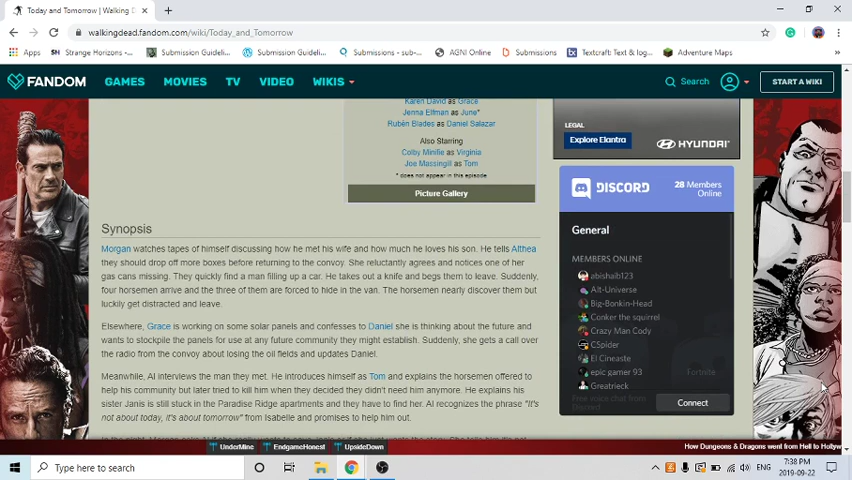 Today and Tomorrow | Walking D
walkingdead.fandom.com/wiki/Today_and_Tomorrow
Apps
Strange Horizons...
Submission Guideli...
Submission Guideli...
Submissions - sub-...
AGNI Online
Submissions
Textcraft: Text & log...
Adventure Maps
FANDOM
GAMES
MOVIES
TV
VIDEO
WIKIS
Search
START A WIKI
Karen David as Grace
Jenna Elfman as June*
Rubén Blades as Daniel Salazar
Also Starring
Colby Minifie as Virginia
Joe Massingill as Tom
* does not appear in this episode
Picture Gallery
LEGAL
Explore Elantra
HYUNDAI
DISCORD
28 Members
Online
General
MEMBERS ONLINE
abishaib123
Alt-Universe
Big-Bonkin-Head
Conker the squirrel
Crazy Man Cody
CSpider
El Cineaste
epic gamer 93
Fortnite
Greatrieck
Free voice chat from
Connect
Synopsis
Morgan watches tapes of himself discussing how he met his wife and how much he loves his son. He tells Althea
they should drop off more boxes before returning to the convoy. She reluctantly agrees and notices one of her
gas cans missing. They quickly find a man filling up a car. He takes out a knife and begs them to leave. Suddenly,
four horsemen arrive and the three of them are forced to hide in the van. The horsemen nearly discover them but
luckily get distracted and leave.
Elsewhere, Grace is working on some solar panels and confesses to Daniel she is thinking about the future and
wants to stockpile the panels for use at any future community they might establish. Suddenly, she gets a call over
the radio from the convoy about losing the oil fields and updates Daniel.
Meanwhile, Al interviews the man they met. He introduces himself as Tom and explains the horsemen offered to
help his community but later tried to kill him when they decided they didn't need him anymore. He explains his
sister Janis is still stuck in the Paradise Ridge apartments and they have to find her. Al recognizes the phrase "It's
not about today, it's about tomorrow" from Isabelle and promises to help him out.
UnderMine
EndgameHonest
UpsideDown
How Dungeons & Dragons went from Hell to Hollyw
Type here to search
ENG
7:38 PM
2019-09-22